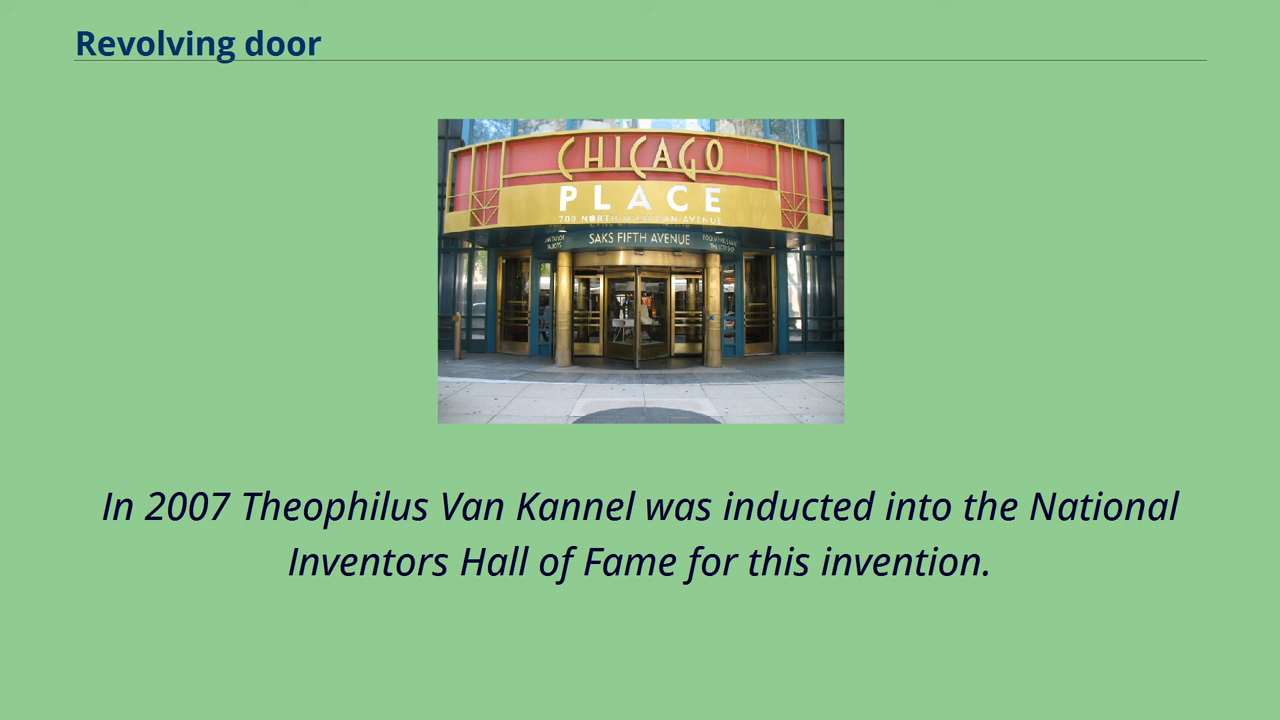 Revolving door
CHICAGO
PLACE
700 NORTH MICHIGAN AVENUE
SAKS FIFTH AVENUE
TALBOTS
In 2007 Theophilus Van Kannel was inducted into the National
Inventors Hall of Fame for this invention.